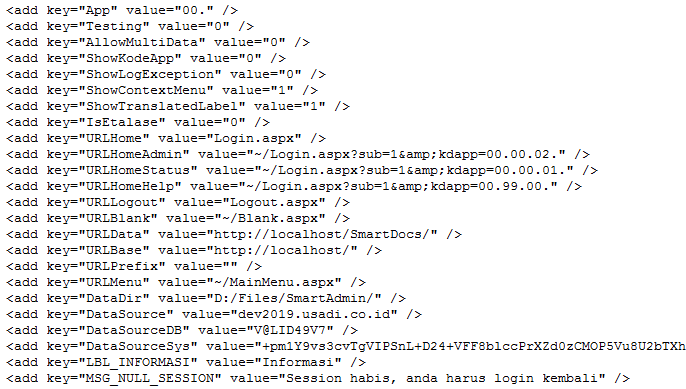 <add key="App" value="00." />
<add key="Testing" value="0" />
<add key="AllowMultiData" value="0" />
<add key="ShowKodeApp" value="0" />
<add key="ShowLogException" value="0" />
<add key="ShowContextMenu" value="1" />
<add key="ShowTranslatedLabel" value="1" />
<add key="IsEtalase" value="0" />
<add key="URLHome" value="Login.aspx" />
<add key="URLHomeAdmin" value="~/Login.aspx?sub=1&amp;kdapp=00.00.02." />
<add key="URLHomeStatus" value="~/Login.aspx?sub=1&amp;kdapp=00.00.01." />
<add key="URLHomeHelp" value="~/Login.aspx?sub=1&amp;kdapp=00.99.00." />
<add key="URLLogout" value="Logout.aspx" />
<add key="URLBlank" value="~/Blank.aspx" />
<add key="URLData" value="http://localhost/SmartDocs/" />
<add key="URLBase" value="http://localhost/" />
<add key="URLPrefix" value="" />
<add key="URLMenu" value="~/MainMenu.aspx" />
<add key="DataDir" value="D:/Files/SmartAdmin/" />
<add key="DataSource" value="dev2019.usadi.co.id" />
<add key="DataSourceDB" value="V@LID49V7" />
<add key="DataSourceSys" value="+pm1Y9vs3cvTgVIPSnL+D24+VFF8blccPrXZd0zCMOP5Vu8U2bTXh
<add key="LBL_INFORMASI" value="Informasi" />
<add key="MSG_NULL_SESSION" value="Session habis, anda harus login kembali" />